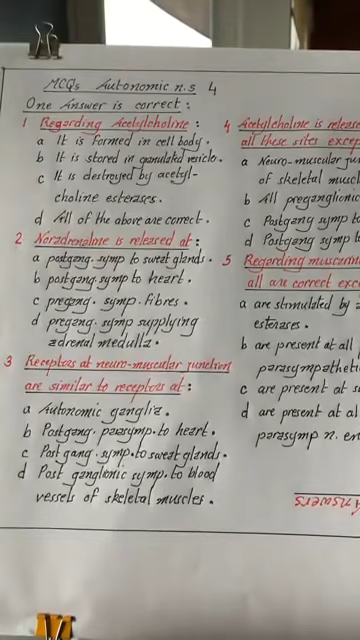 MCQs Autonomic n.s 4
One Answer is correct :
1 Regarding Acetylcholine :
a It is formed in cell body.
b It is stored in granulated vesicle.
c It is destroyed by acetyl-
choline esterases.
d All of the above are correct.
2 Noradrenaline is released at :
a postgang. symp to sweat glands.
b postgang. symp to heart.
c pregang. symp. fibres.
d pregang. symp supplying
adrenal medulla.
3 Receptors at neuro-muscular junction
are similar to receptors at :
a Autonomic ganglia.
b Postgang. parasymp. to heart.
c Post gang. symp. to sweat glands.
d Post ganglionic symp. to blood
vessels of skeletal muscles.
4 Acetylcholine is release
all these sites excep
a Neuro-muscular ju
of skeletal muscl
b All preganglionic
c Postgang symp to
d Postgang symp t
5 Regarding muscarin
all are correct exc
a are stimulated by
esterases.
b are present at all
parasympatheti
c are present at s
d are present at al
parasymp n. en
Answers